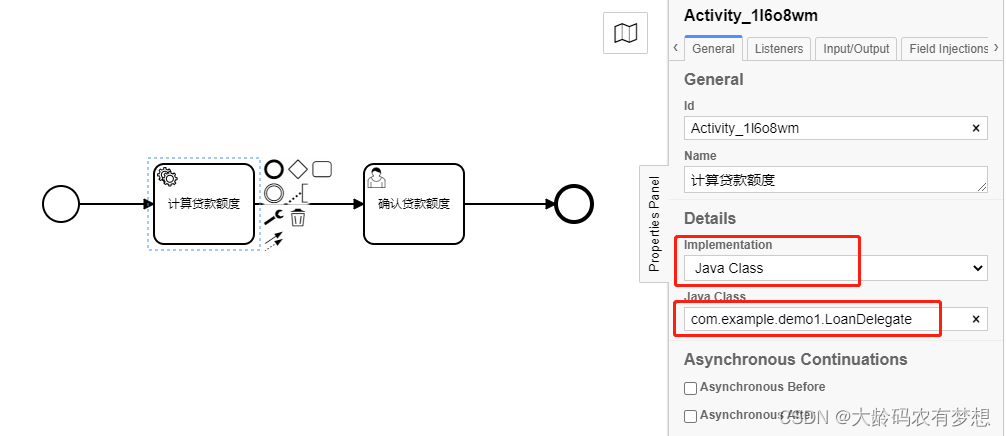 计算贷款额度
确认贷款额度
Properties Panel
Activity_1l6o8wm
General Listeners Input/Output Field Injections
General
Id
Activity_1l6o8wm
Name
计算贷款额度
Details
Implementation
Java Class
Java Class
com.example.demo1.LoanDelegate
Asynchronous Continuations
Asynchronous Before
Asynchronous After
CSDN @大龄码农有梦想